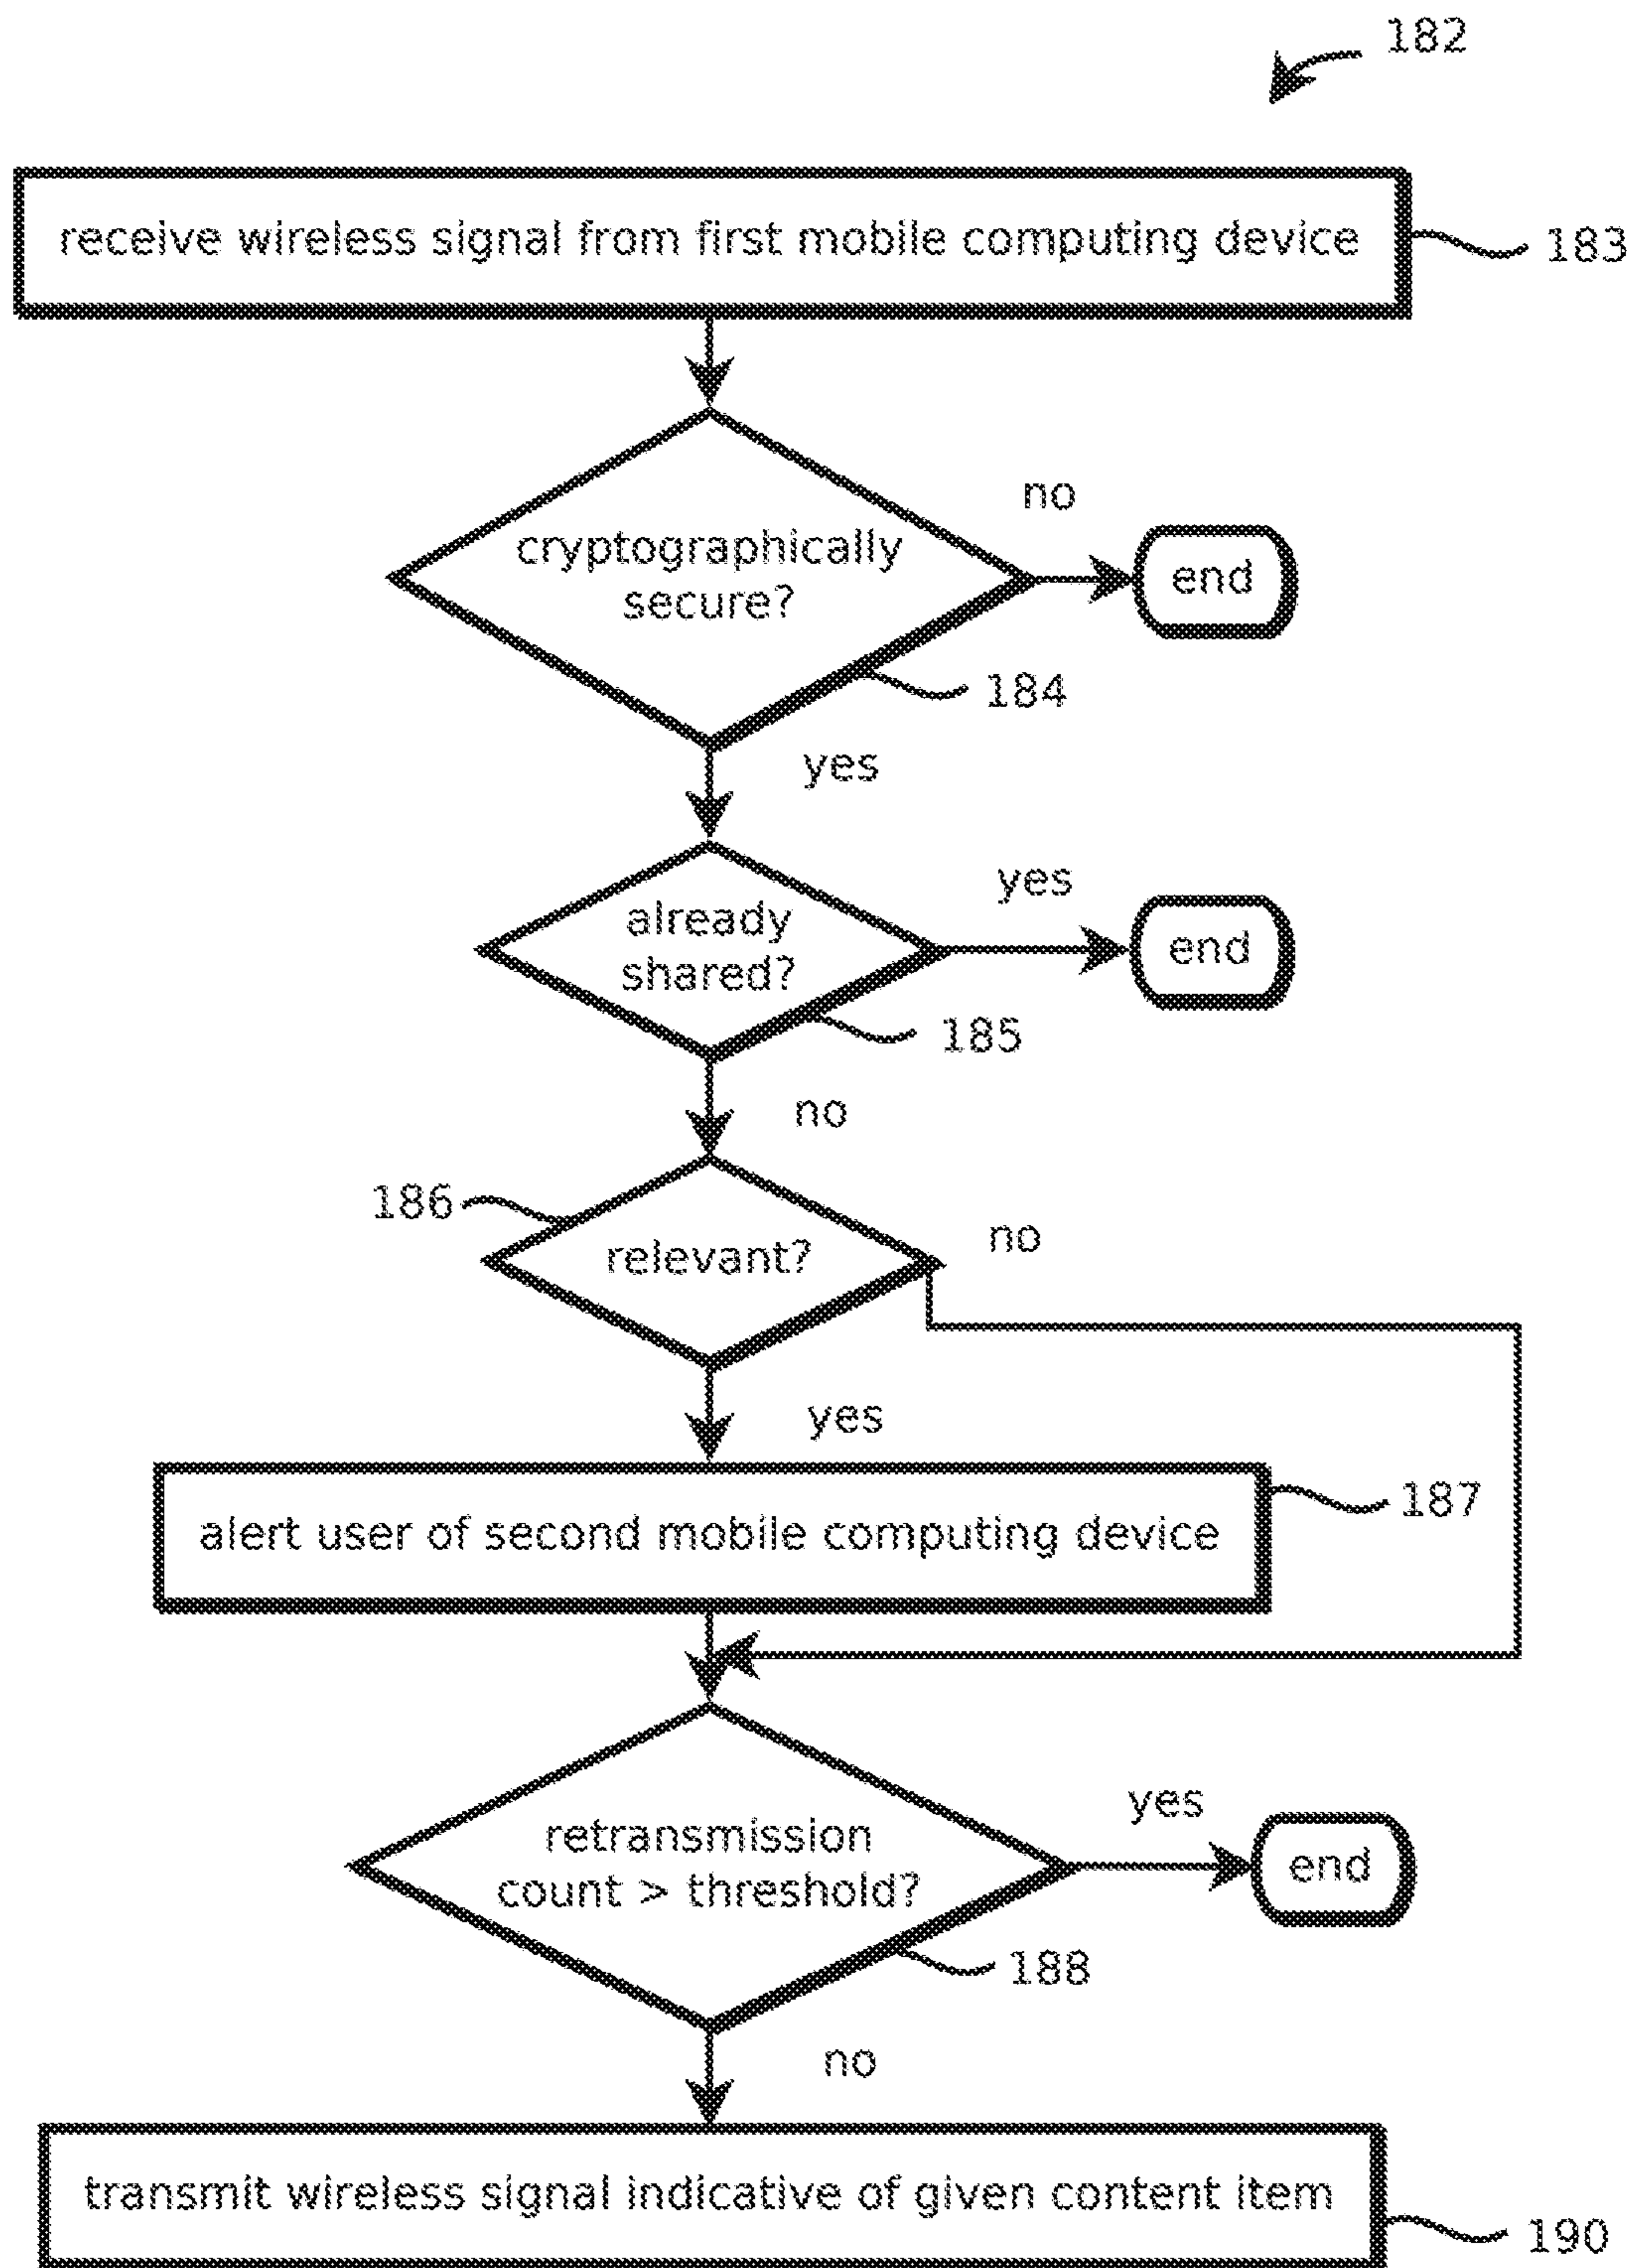 182
receive wireless signal from first mobile computing device
183
cryptographically
secure?
no
end
184
yes
already
shared?
yes
end
185
no
186
relevant?
no
yes
alert user of second mobile computing device
187
retransmission
count > threshold?
yes
end
188
no
transmit wireless signal indicative of given content item
190